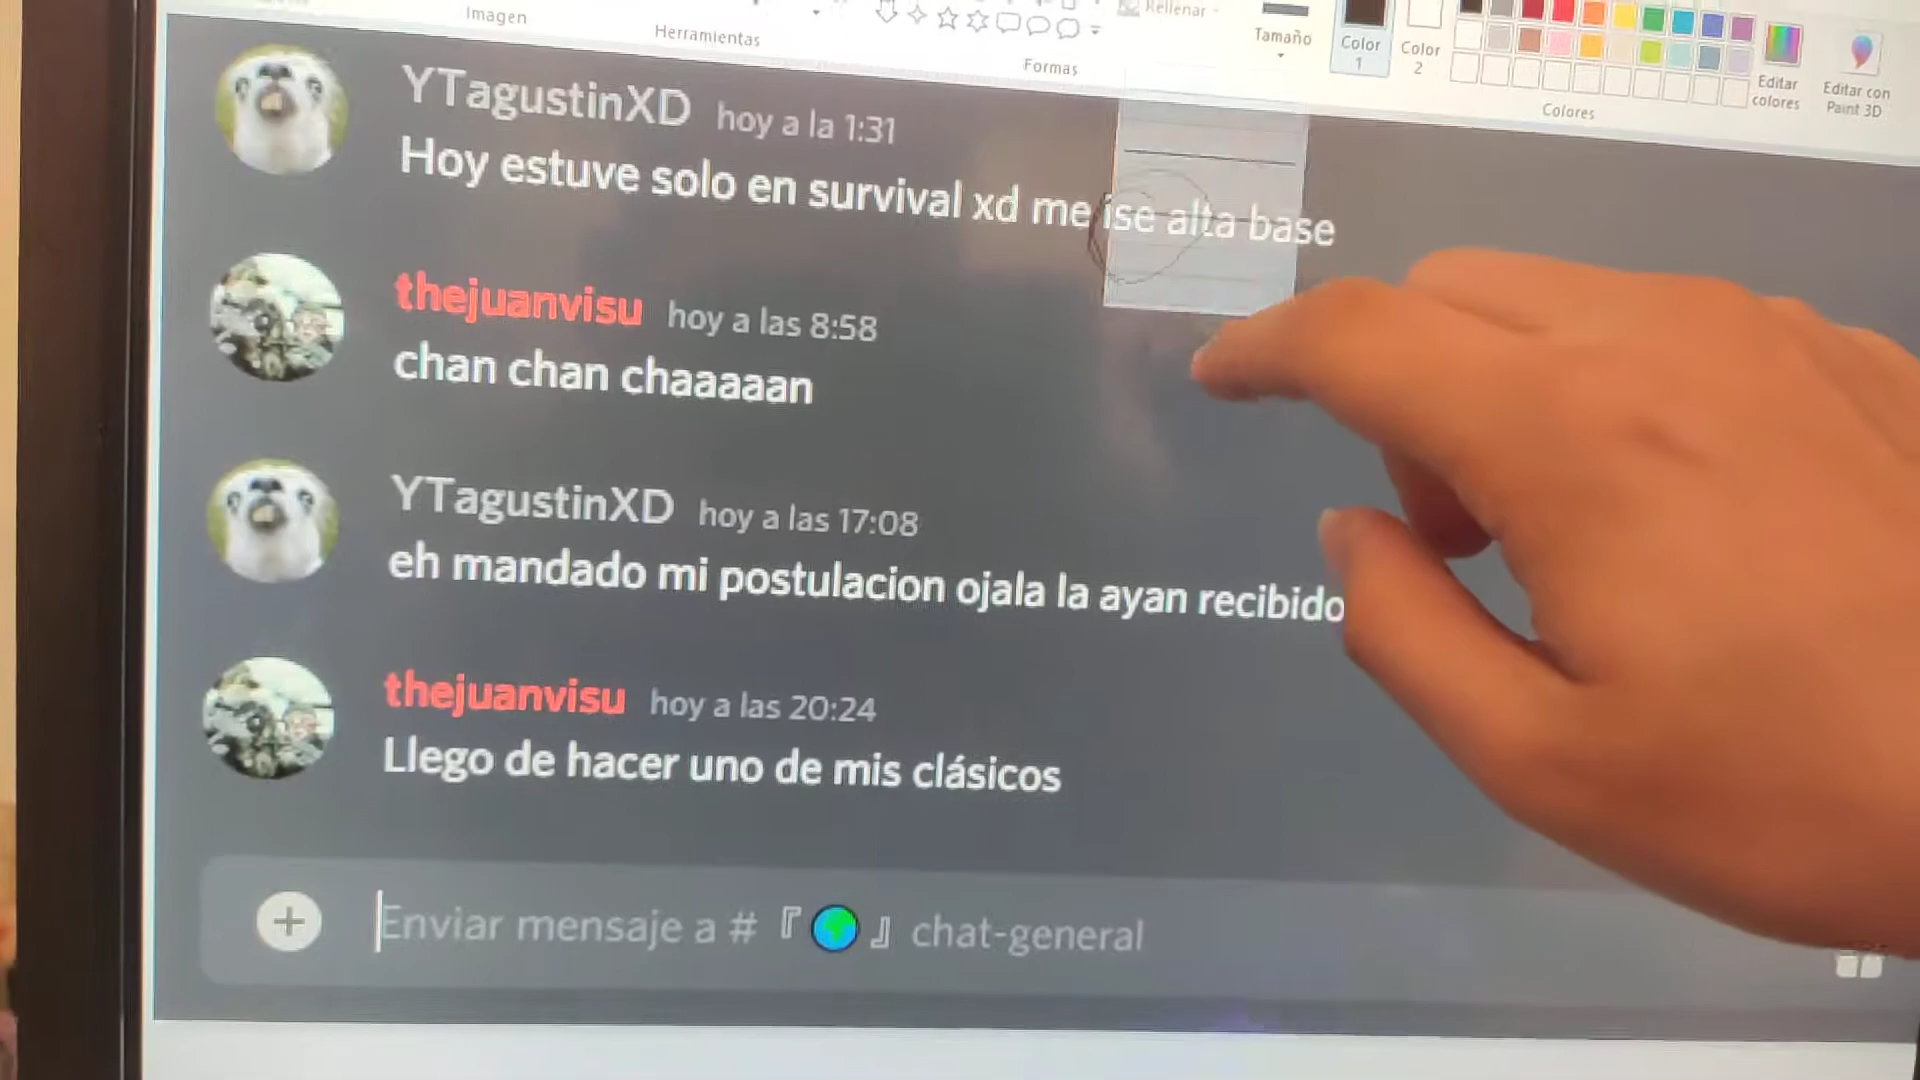 Imagen
Herramientas
Formas
Rellenar
Tamaño
Color
1
Color
2
Colores
Editar
colores
Editar con
Paint 3D
YTagustinXD hoy a la 1:31
Hoy estuve solo en survival xd me ise alta base
thejuanvisu hoy a las 8:58
chan chan chaaaaan
YTagustinXD hoy a las 17:08
eh mandado mi postulacion ojala la ayan recibido
thejuanvisu hoy a las 20:24
Llego de hacer uno de mis clásicos
Enviar mensaje a # 『🌍』 chat-general